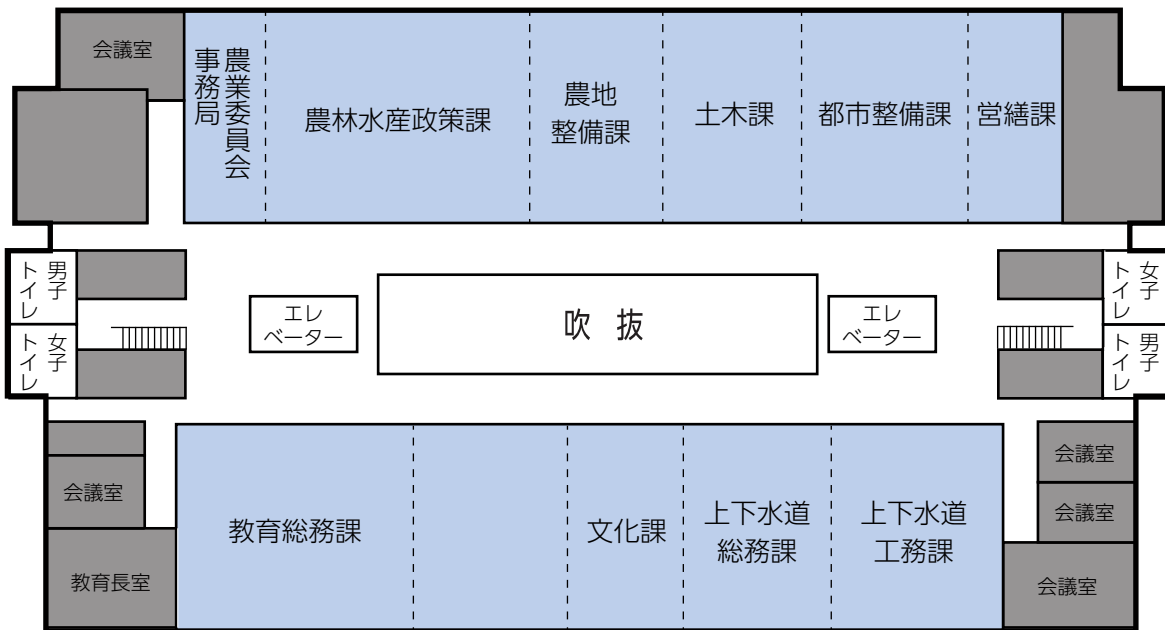 会議室
農業委員会
事務局
農林水産政策課
農地
整備課
土木課
都市整備課
営繕課
男子
トイレ
女子
トイレ
エレ
ベーター
吹 抜
エレ
ベーター
女子
トイレ
男子
トイレ
会議室
教育長室
教育総務課
文化課
上下水道
総務課
上下水道
工務課
会議室
会議室
会議室